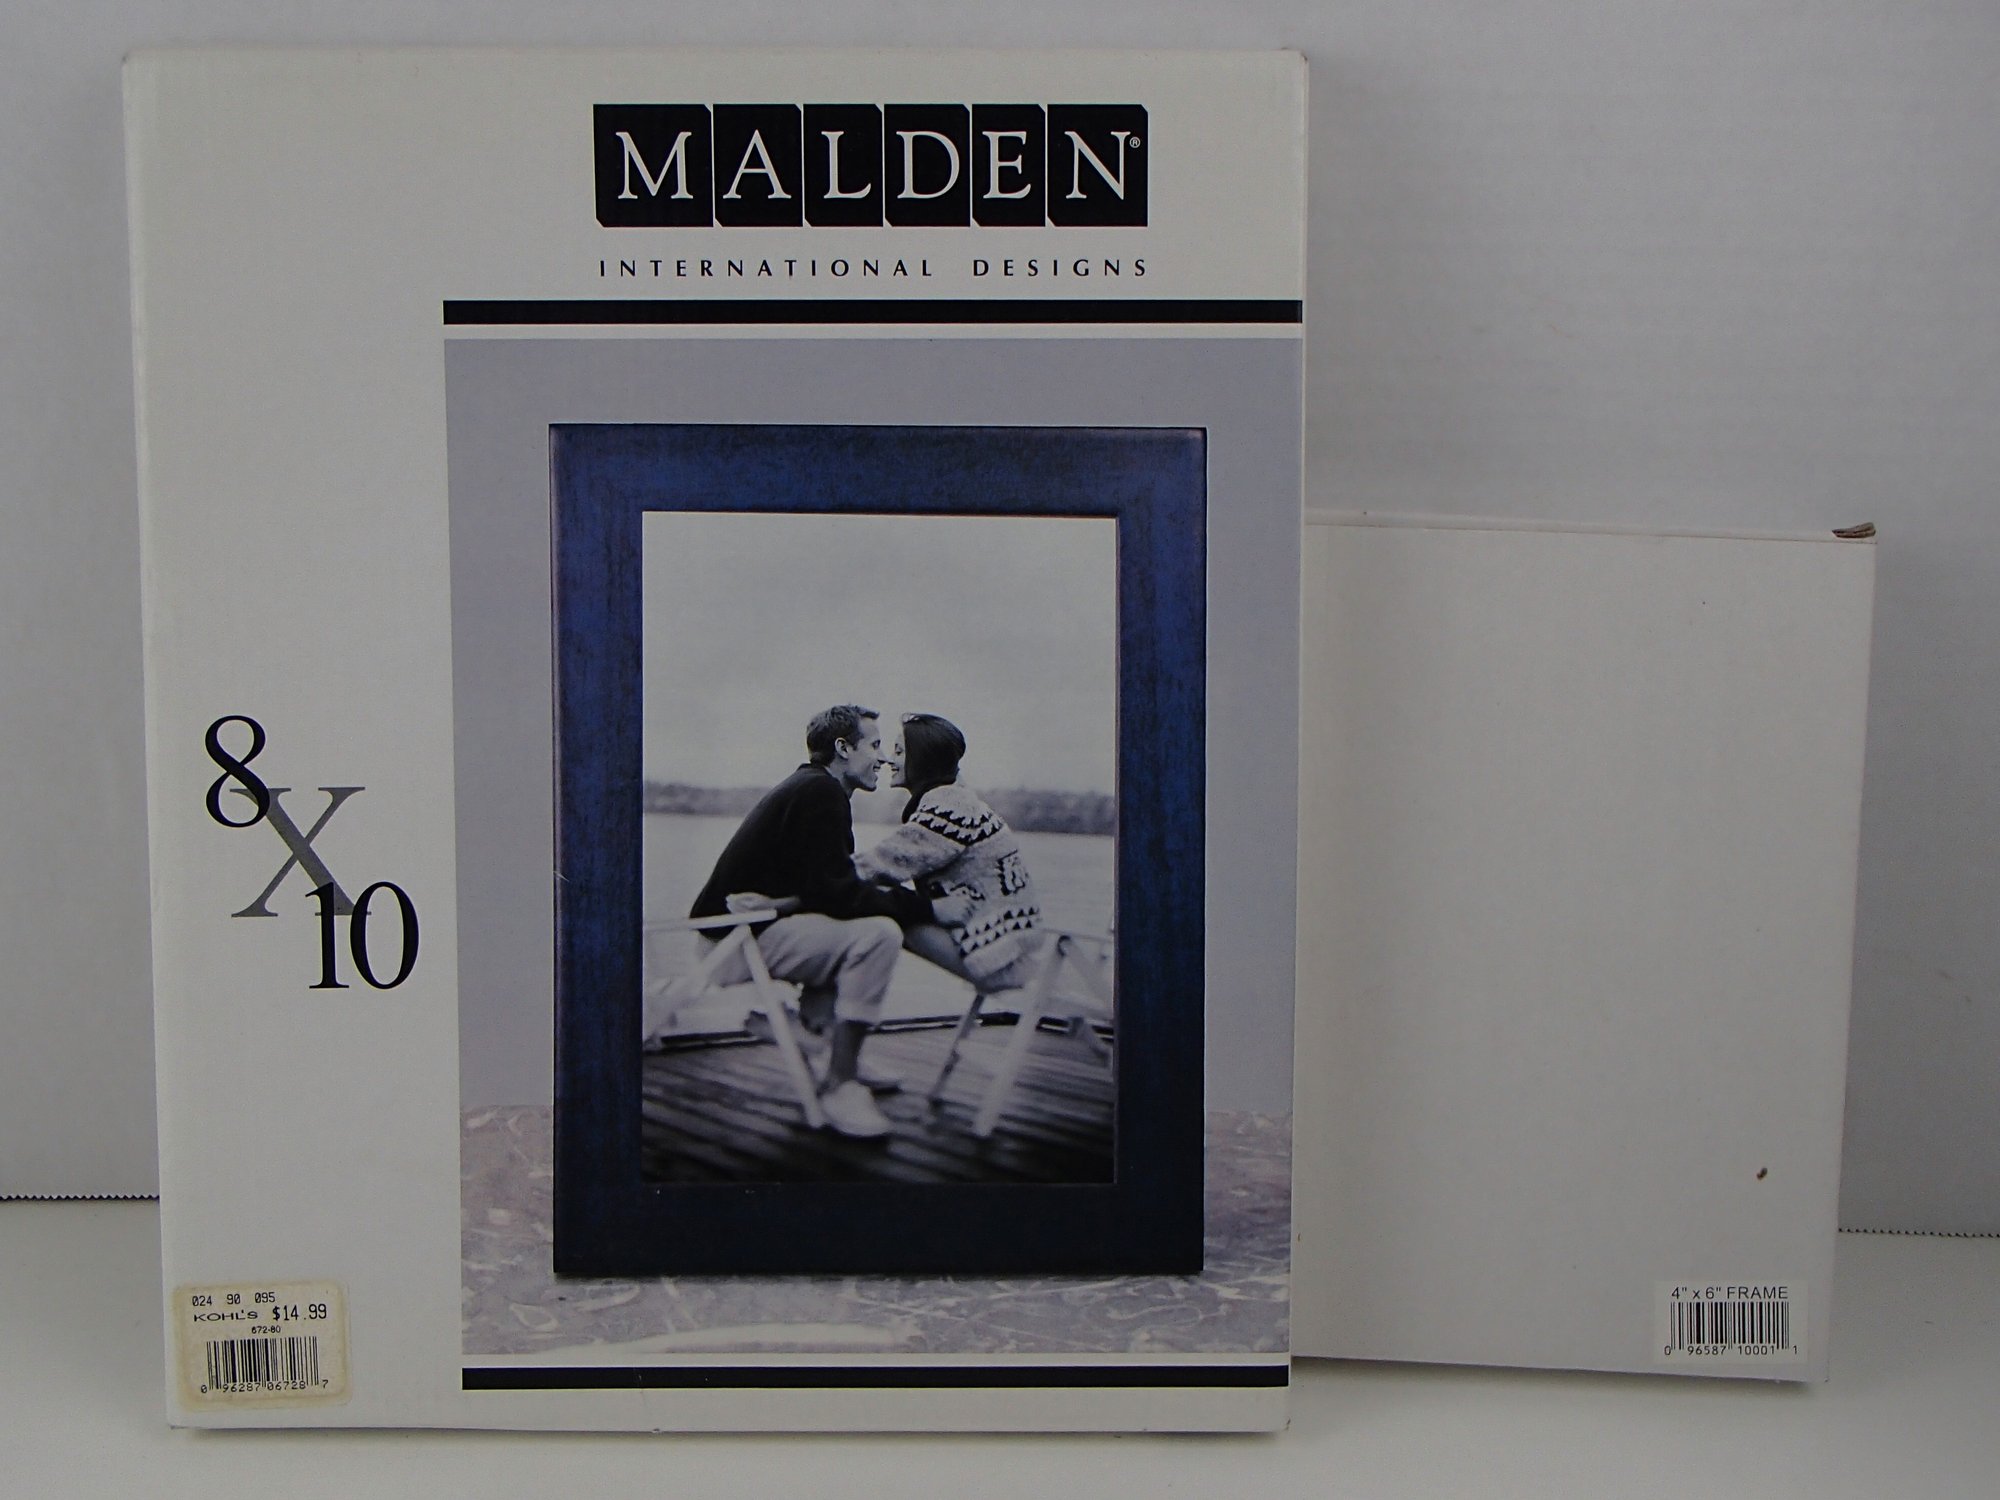 MALDEN®
INTERNATIONAL DESIGNS
8
X
10
024 90 095
KOHL'S $14.99
672-80
0 96287 06728 7
4" x 6" FRAME
0 96587 10001 1